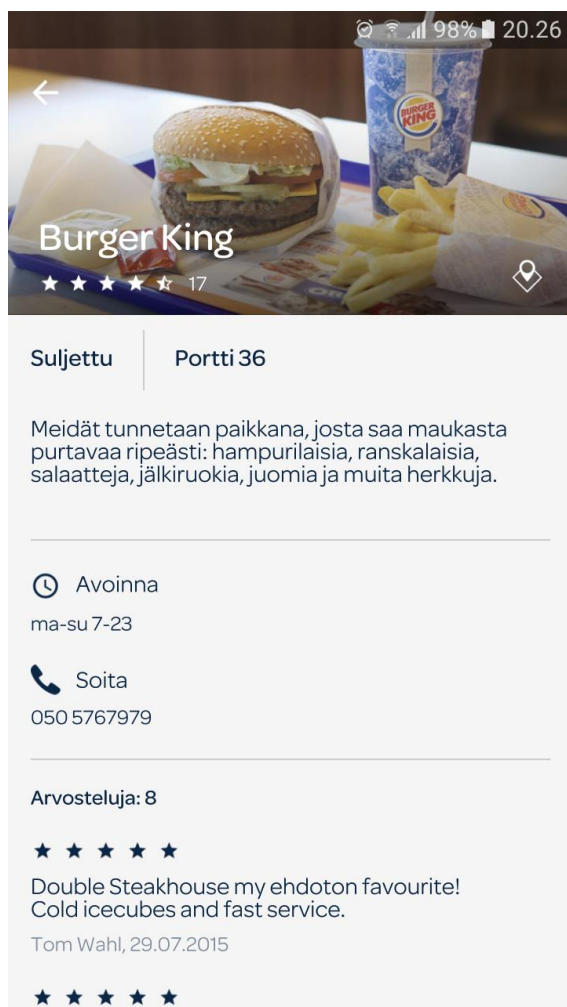 98% 20.26
BURGER
KING
Burger King
17
Suljettu Portti 36
Meidät tunnetaan paikkana, josta saa maukasta
purtavaa ripeästi: hampurilaisia, ranskalaisia,
salaatteja, jälkiruokia, juomia ja muita herkkuja.
Avoinna
ma-su 7-23
Soita
050 5767979
Arvosteluja: 8
Double Steakhouse my ehdoton favourite!
Cold icecubes and fast service.
Tom Wahl, 29.07.2015